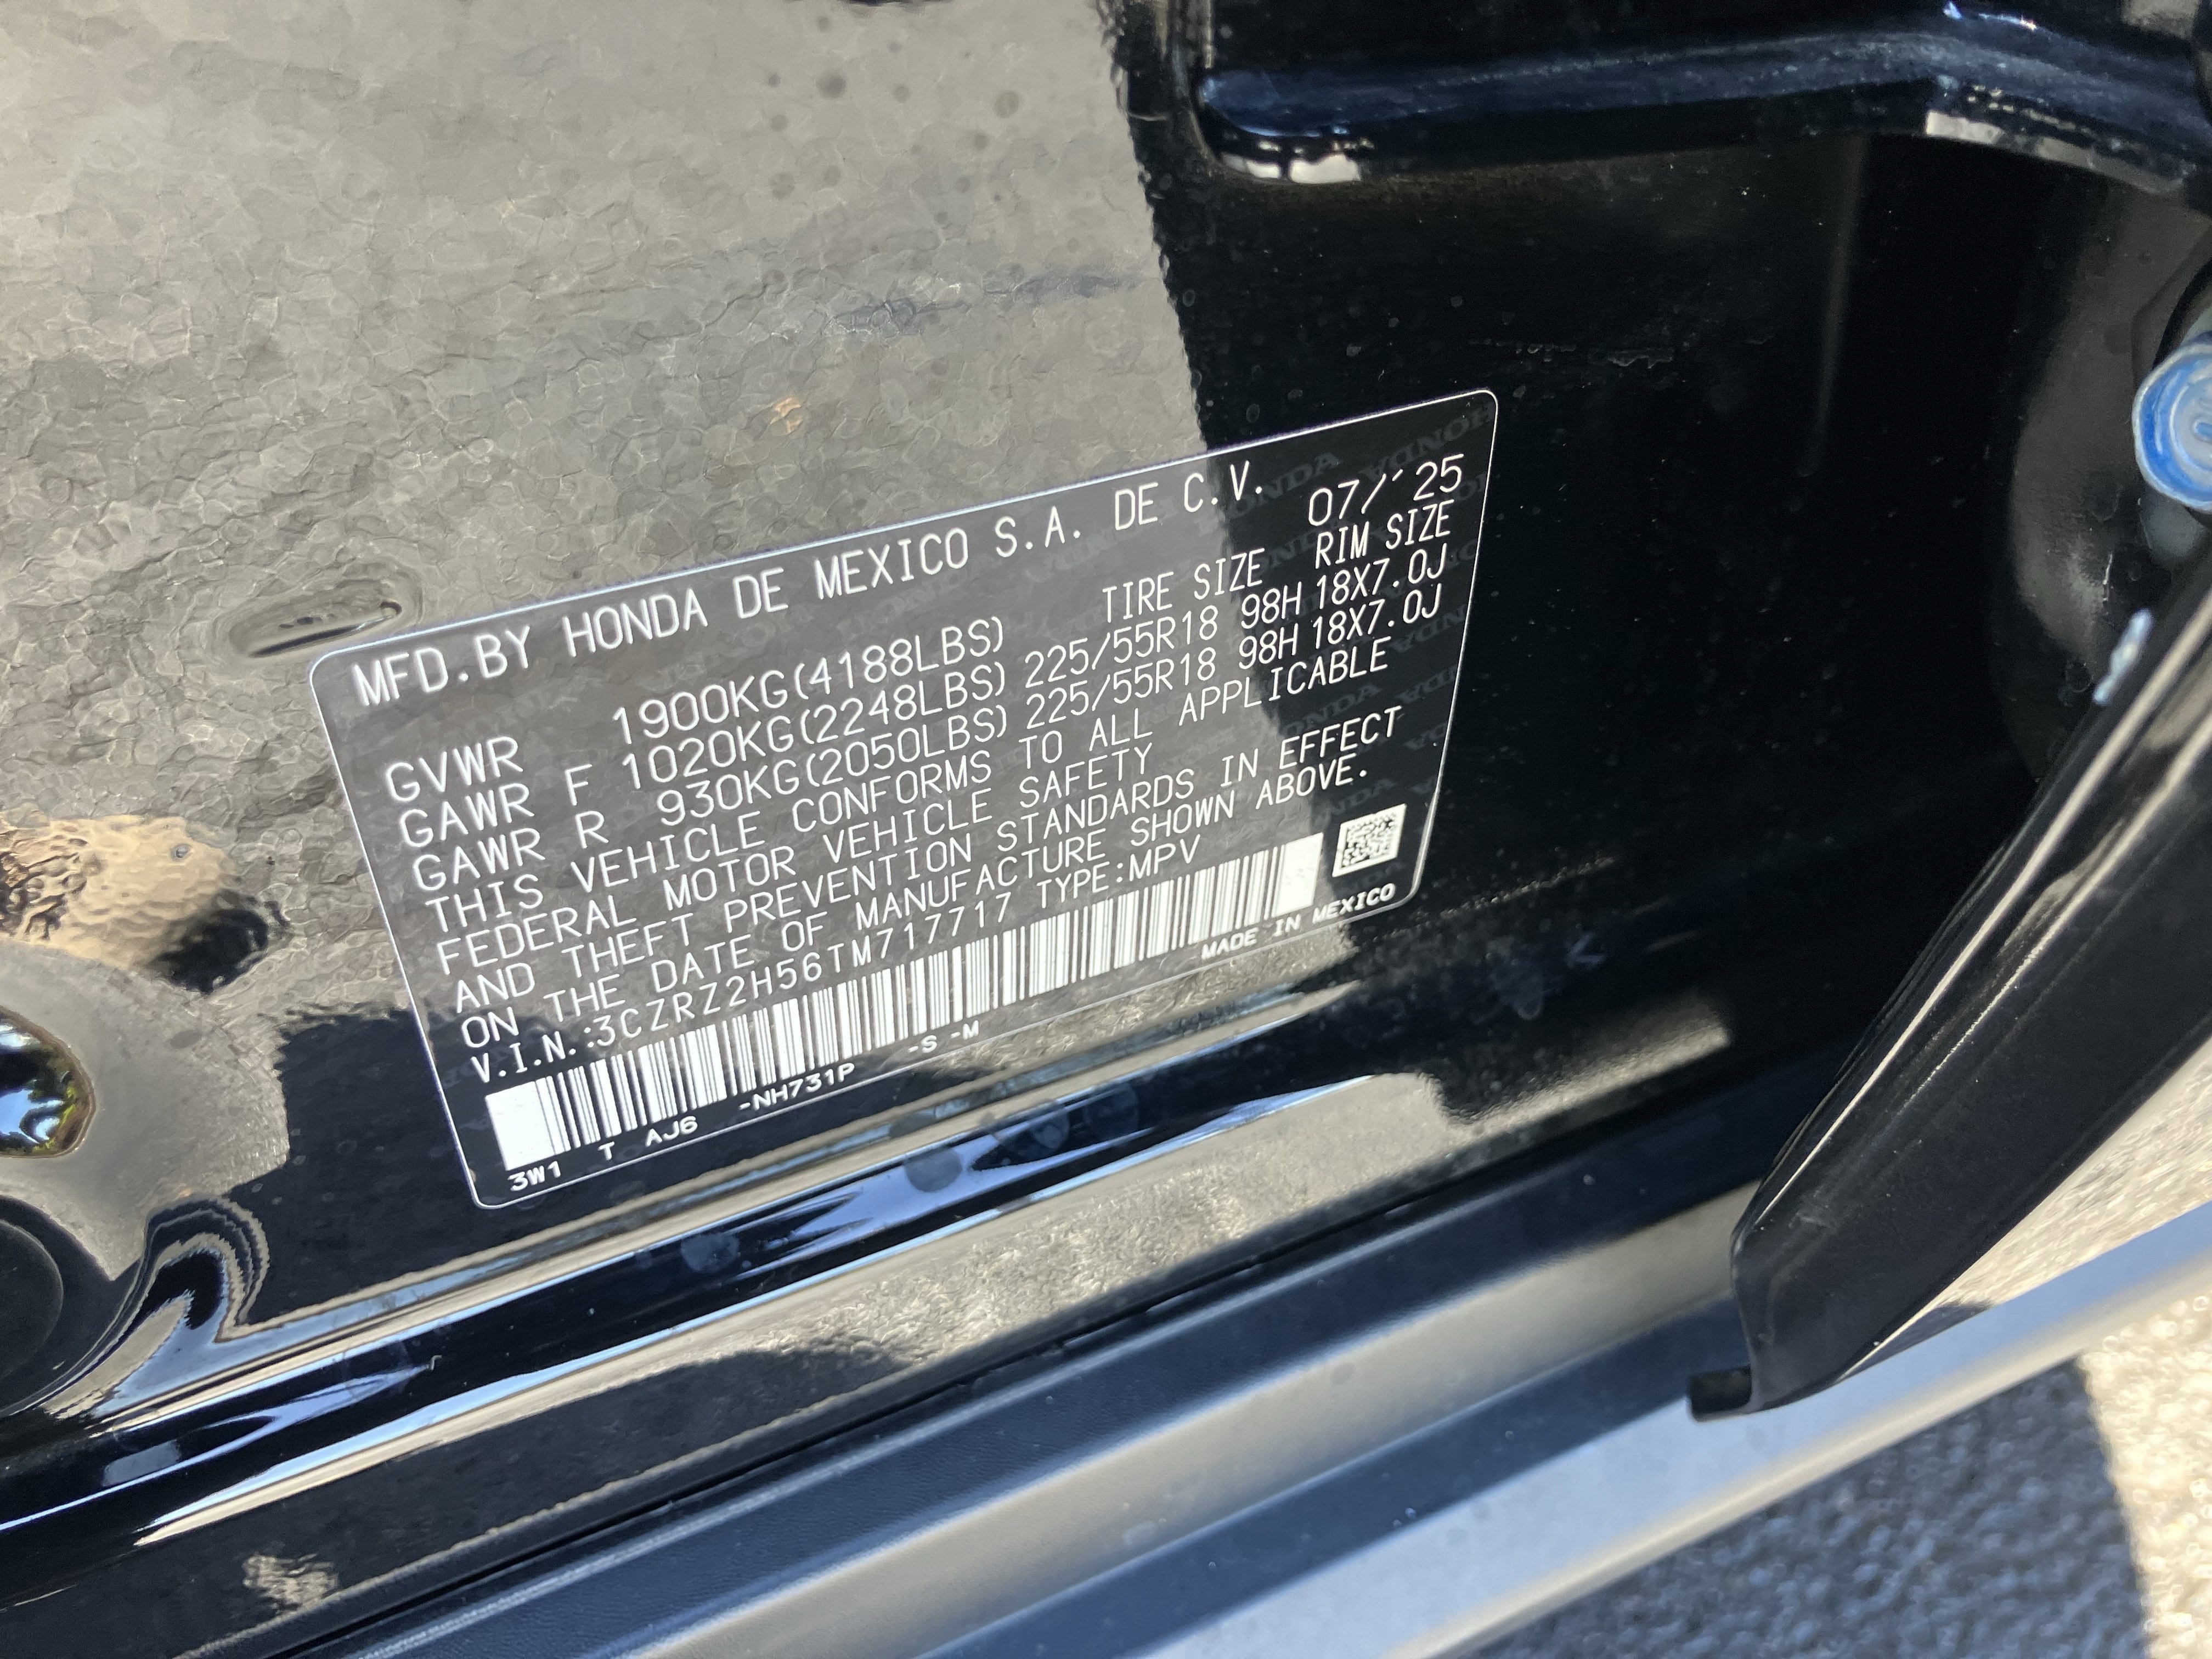 MFD.BY HONDA DE MEXICO S.A. DE C.V.
07/'25
TIRE SIZE RIM SIZE
GVWR 1900KG(4188LBS)
GAWR F 1020KG(2248LBS) 225/55R18 98H 18X7.0J
GAWR R 930KG(2050LBS) 225/55R18 98H 18X7.0J
THIS VEHICLE CONFORMS TO ALL APPLICABLE
FEDERAL MOTOR VEHICLE SAFETY
AND THEFT PREVENTION STANDARDS IN EFFECT
ON THE DATE OF MANUFACTURE SHOWN ABOVE.
V.I.N.:3CZRZ2H56TM717717 TYPE:MPV
3W1 T AJ6 -NH731P -S -M MADE IN MEXICO